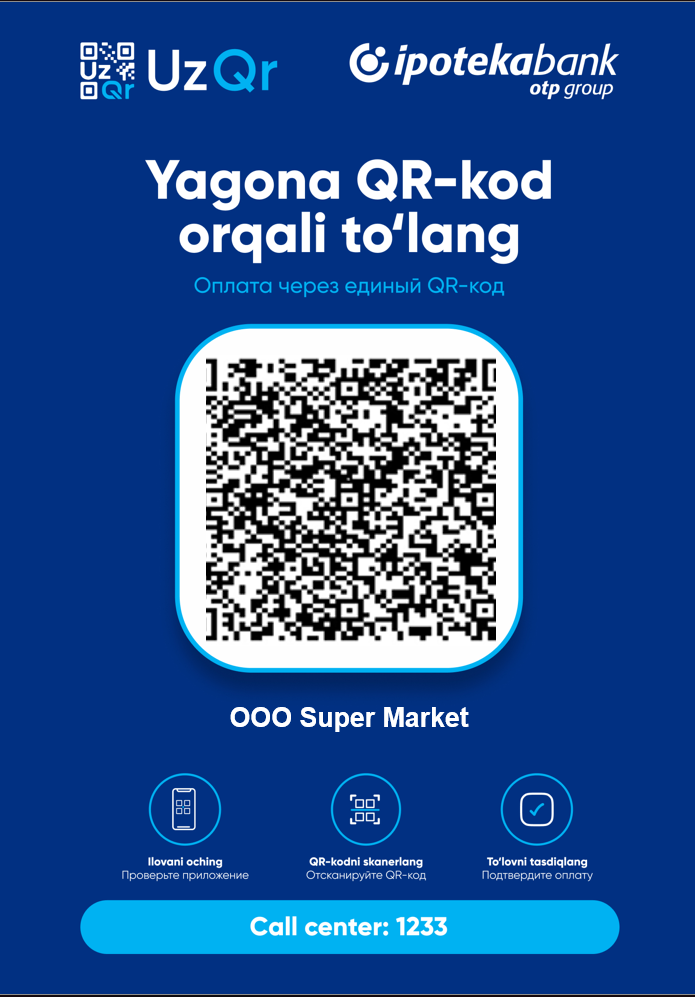 Uz
Qr
UzQr
ipotekabank
otp group
Yagona QR-kod
orqali to‘lang
Оплата через единый QR-код
OOO Super Market
Ilovani oching
Проверьте приложение
QR-kodni skanerlang
Отсканируйте QR-код
To‘lovni tasdiqlang
Подтвердите оплату
Call center: 1233